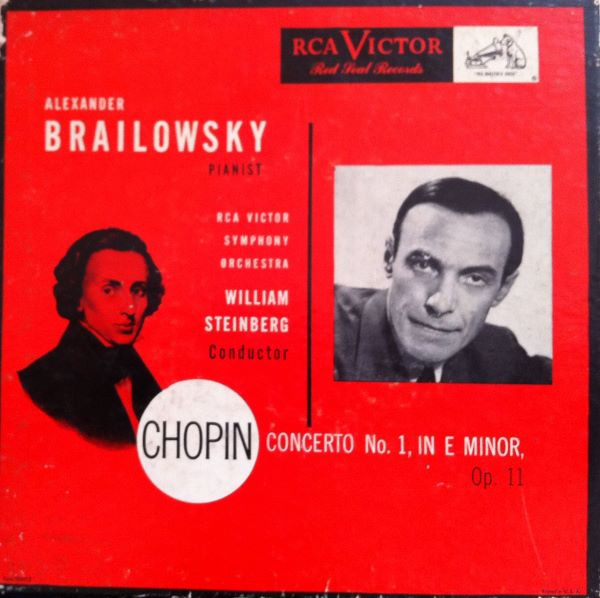 RCA VICTOR
Red Seal Records
"HIS MASTER'S VOICE"
ALEXANDER
BRAILOWSKY
PIANIST
RCA VICTOR
SYMPHONY
ORCHESTRA
WILLIAM
STEINBERG
Conductor
CHOPIN CONCERTO No. 1, IN E MINOR,
Op. 11